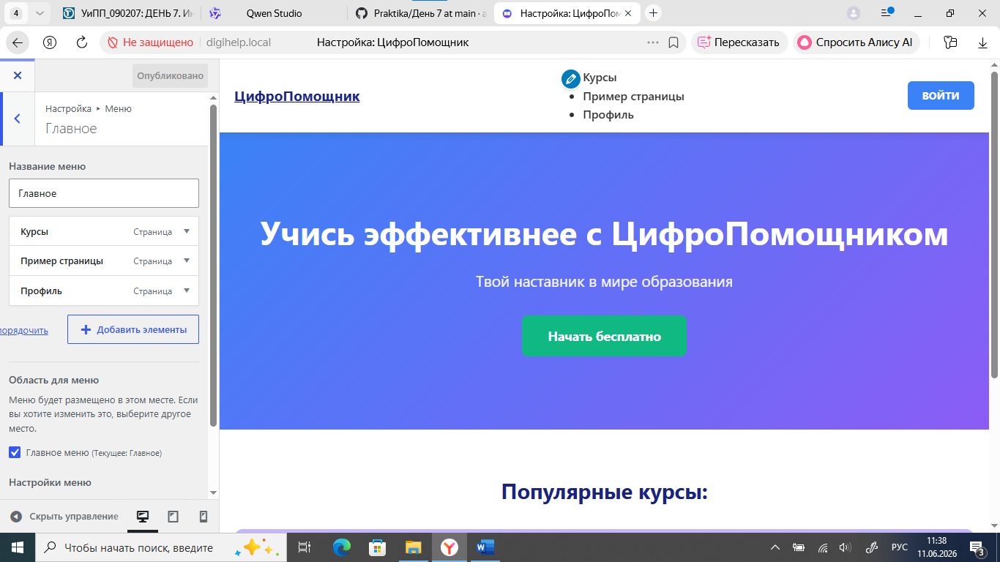 4
УиПП_090207: ДЕНЬ 7. Ин
Qwen Studio
Praktika/День 7 at main · a
Настройка: ЦифроПом
Не защищено
digihelp.local
Настройка: ЦифроПомощник
Пересказать
Спросить Алису AI
Опубликовано
Настройка ▸ Меню
Главное
Название меню
Главное
Курсы Страница
Пример страницы Страница
Профиль Страница
порядочить
Добавить элементы
Область для меню
Меню будет размещено в этом месте. Если
вы хотите изменить это, выберите другое
место.
Главное меню (Текущее: Главное)
Настройки меню
Скрыть управление
ЦифроПомощник
Курсы
Пример страницы
Профиль
ВОЙТИ
Учись эффективнее с ЦифроПомощником
Твой наставник в мире образования
Начать бесплатно
Популярные курсы:
Чтобы начать поиск, введите
РУС
11:38
11.06.2026
3